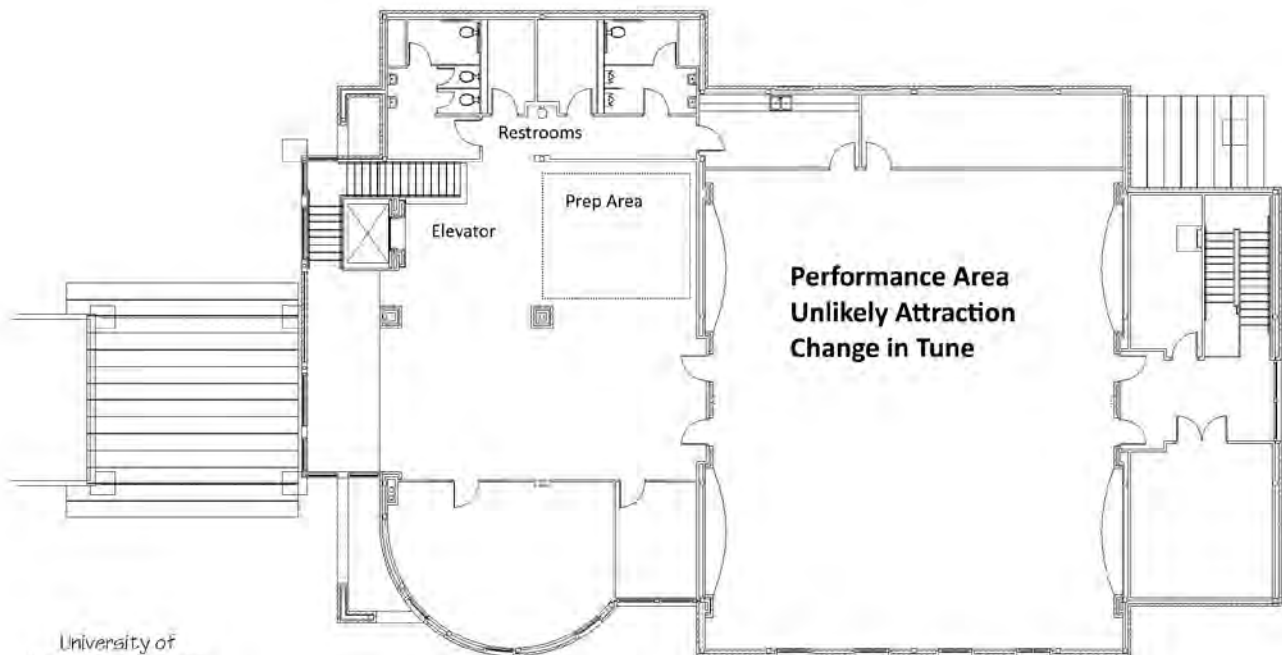 Restrooms
Prep Area
Elevator
Performance Area
Unlikely Attraction
Change in Tune
University of